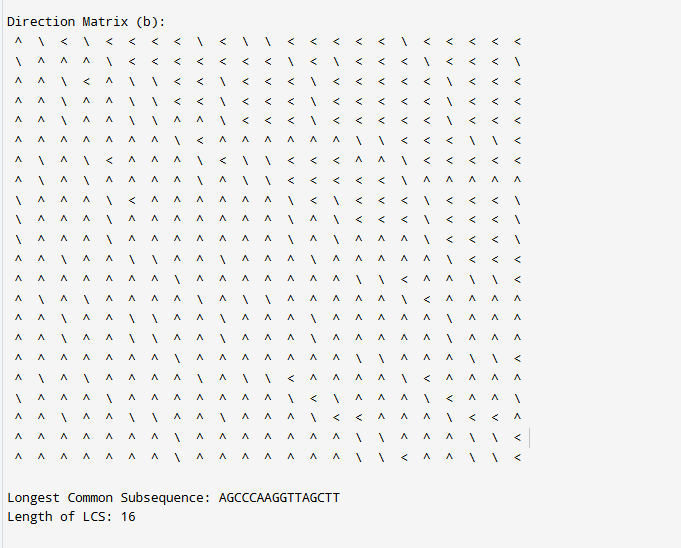 Direction Matrix (b):
^ \ < \ < < < < \ < \ \ < < < < < \ < < < < <
\ ^ ^ ^ \ < < < < < < < \ < \ < < < \ < < < \
^ ^ \ < ^ \ \ < < \ < < < \ < < < < < \ < < <
^ ^ \ ^ ^ \ \ < < \ < < < \ < < < < < \ < < <
^ ^ \ ^ ^ \ \ ^ ^ \ < < < \ < < < < < \ < < <
^ ^ ^ ^ ^ ^ ^ \ < ^ ^ ^ ^ ^ ^ \ \ < < < \ \ <
^ \ ^ \ < ^ ^ ^ \ < \ \ < < < ^ ^ \ < < < < <
^ \ ^ \ ^ ^ ^ ^ \ ^ \ \ < < < < < \ ^ ^ ^ ^ ^
\ ^ ^ ^ \ < ^ ^ ^ ^ ^ ^ \ < \ < < < \ < < < \
\ ^ ^ ^ \ ^ ^ ^ ^ ^ ^ ^ \ ^ \ < < < \ < < < \
\ ^ ^ ^ \ ^ ^ ^ ^ ^ ^ ^ \ ^ \ ^ ^ ^ \ < < < \
^ ^ \ ^ ^ \ \ ^ ^ \ ^ ^ ^ \ ^ ^ ^ ^ ^ \ < < <
^ ^ ^ ^ ^ ^ ^ \ ^ ^ ^ ^ ^ ^ ^ \ \ < ^ ^ \ \ <
^ \ ^ \ ^ ^ ^ ^ \ ^ \ \ ^ ^ ^ ^ ^ \ < ^ ^ ^ ^
^ ^ \ ^ ^ \ \ ^ ^ \ ^ ^ ^ \ ^ ^ ^ ^ ^ \ ^ ^ ^
^ ^ \ ^ ^ \ \ ^ ^ \ ^ ^ ^ \ ^ ^ ^ ^ ^ \ ^ ^ ^
^ ^ ^ ^ ^ ^ ^ \ ^ ^ ^ ^ ^ ^ ^ \ \ ^ ^ ^ \ \ <
^ \ ^ \ ^ ^ ^ ^ \ ^ \ \ < ^ ^ ^ ^ \ < ^ ^ ^ ^
\ ^ ^ ^ \ ^ ^ ^ ^ ^ ^ ^ \ < \ ^ ^ ^ \ < ^ ^ \
^ ^ \ ^ ^ \ \ ^ ^ \ ^ ^ ^ \ < < ^ ^ ^ \ < < ^
^ ^ ^ ^ ^ ^ ^ \ ^ ^ ^ ^ ^ ^ ^ \ \ ^ ^ ^ \ \ <
^ ^ ^ ^ ^ ^ ^ \ ^ ^ ^ ^ ^ ^ ^ \ \ < ^ ^ \ \ <
Longest Common Subsequence: AGCCCAAGGTTAGCTT
Length of LCS: 16